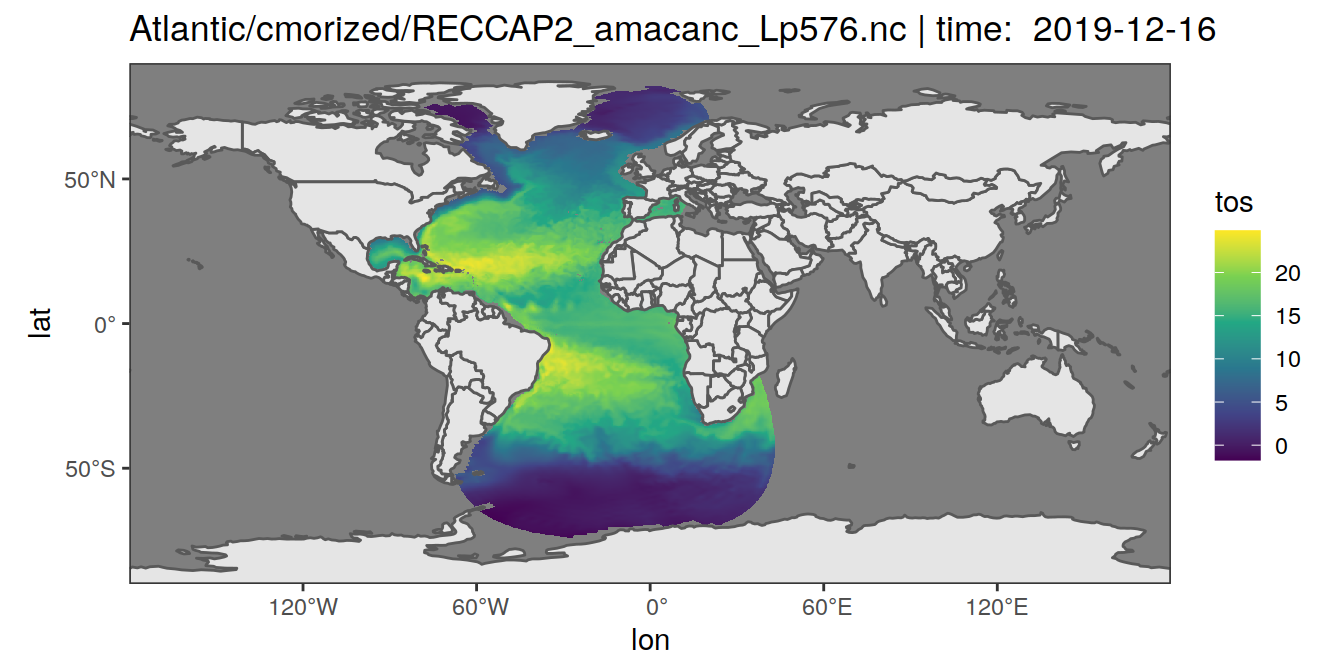 Atlantic/cmorized/RECCAP2_amacanc_Lp576.nc | time:  2019-12-16
lat
50°N
0°
50°S
120°W
60°W
0°
60°E
120°E
lon
tos
20
15
10
5
0